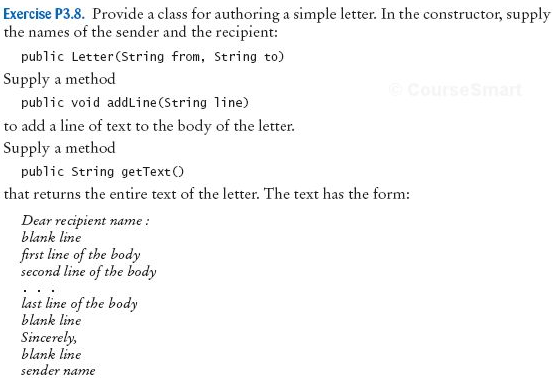 Exercise P3.8. Provide a class for authoring a simple letter. In the constructor, supply
the names of the sender and the recipient:
public Letter(String from, String to)
Supply a method
public void addLine(String line)
© CourseSmart
to add a line of text to the body of the letter.
Supply a method
public String getText()
that returns the entire text of the letter. The text has the form:
Dear recipient name :
blank line
first line of the body
second line of the body
. . .
last line of the body
blank line
Sincerely,
blank line
sender name